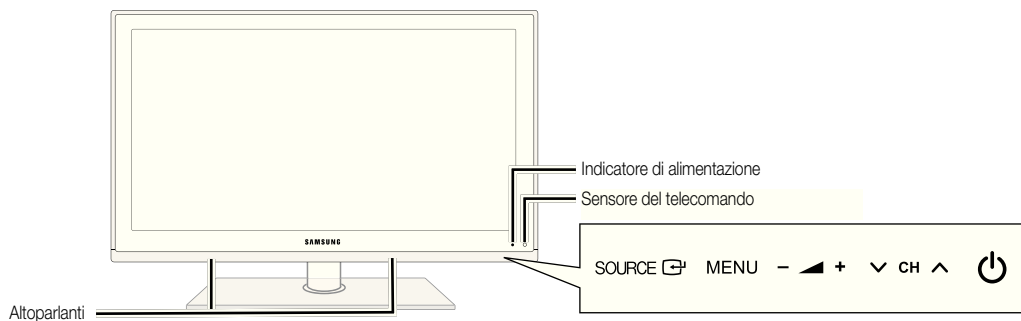 Indicatore di alimentazione
Sensore del telecomando
SAMSUNG
SOURCE MENU - + CH
Altoparlanti